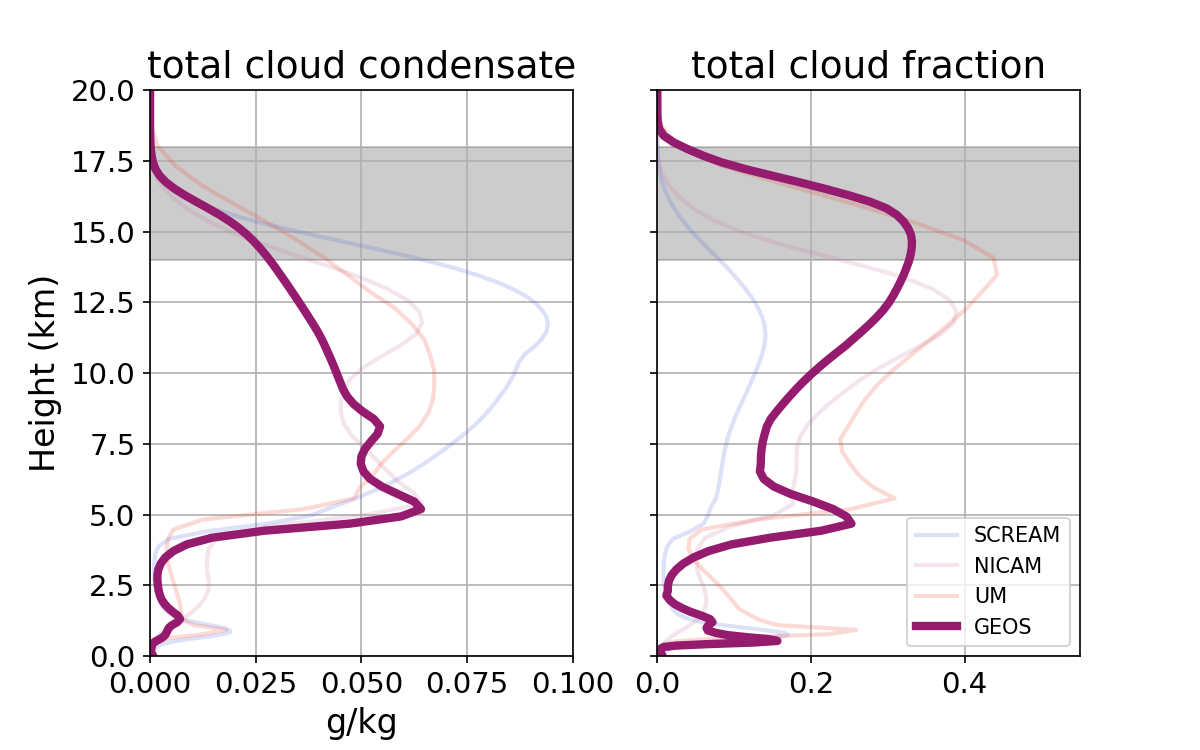 total cloud condensate
total cloud fraction
20.0
17.5
15.0
12.5
10.0
7.5
5.0
2.5
0.0
Height (km)
0.000 0.025 0.050 0.075 0.100
g/kg
0.0 0.2 0.4
SCREAM
NICAM
UM
GEOS